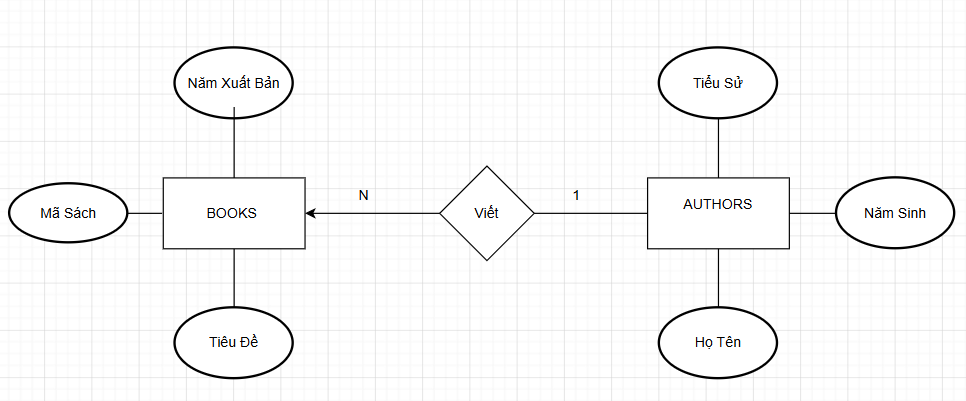 Năm Xuất Bản
Tiểu Sử
N
1
Mã Sách
BOOKS
Viết
AUTHORS
Năm Sinh
Tiêu Đề
Họ Tên